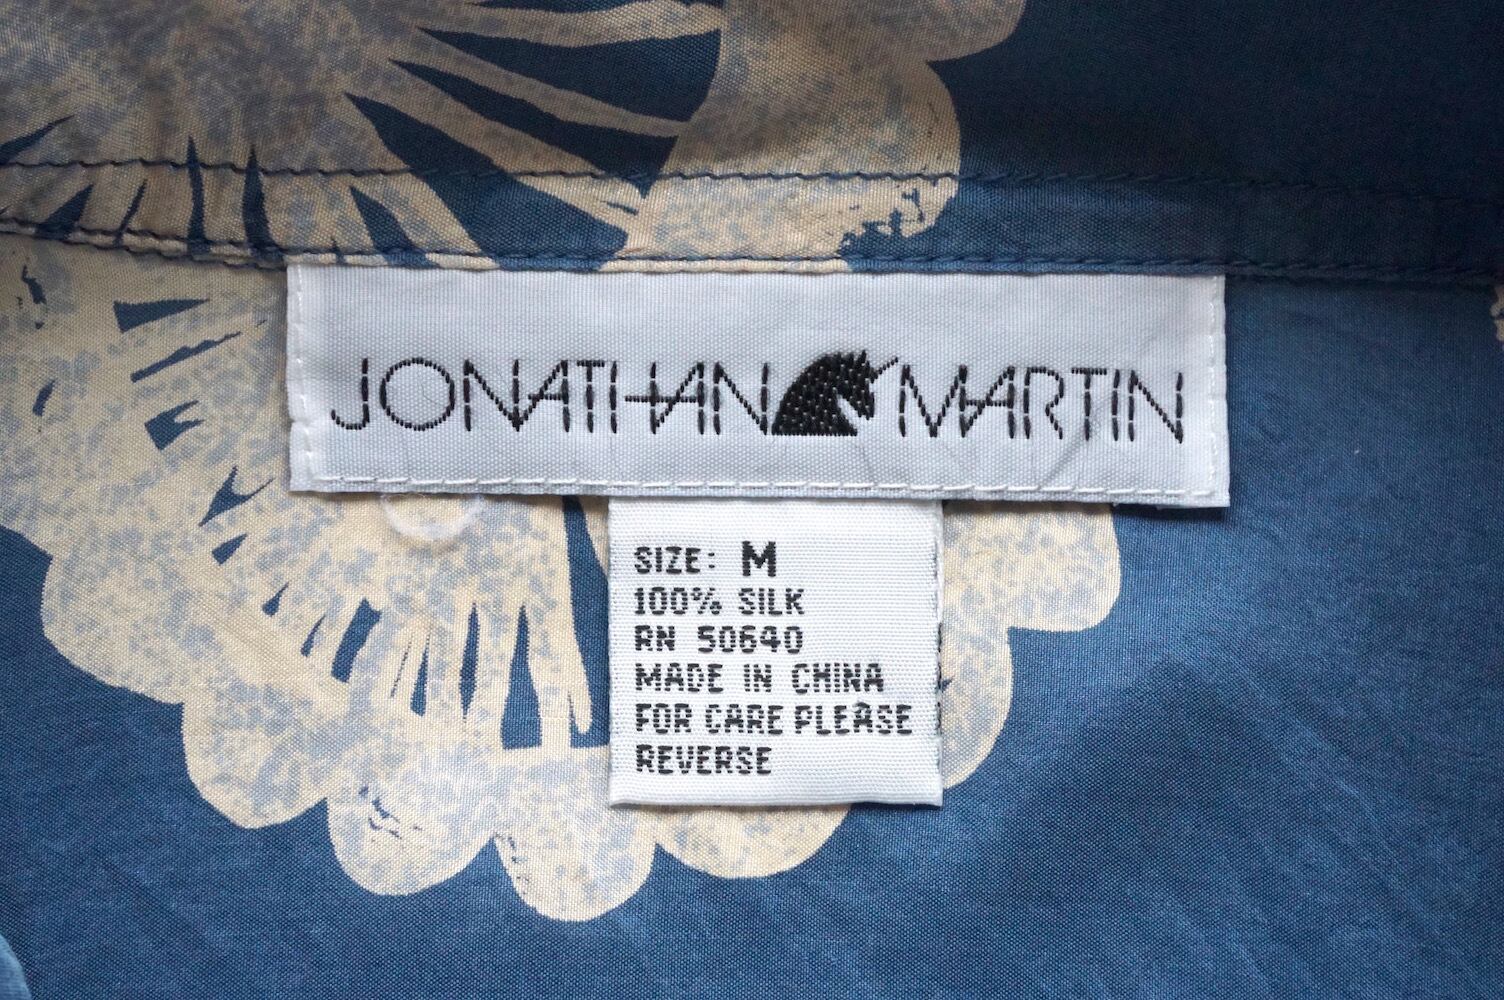 JONATHAN MARTIN
SIZE: M
100% SILK
RN 50640
MADE IN CHINA
FOR CARE PLEASE
REVERSE